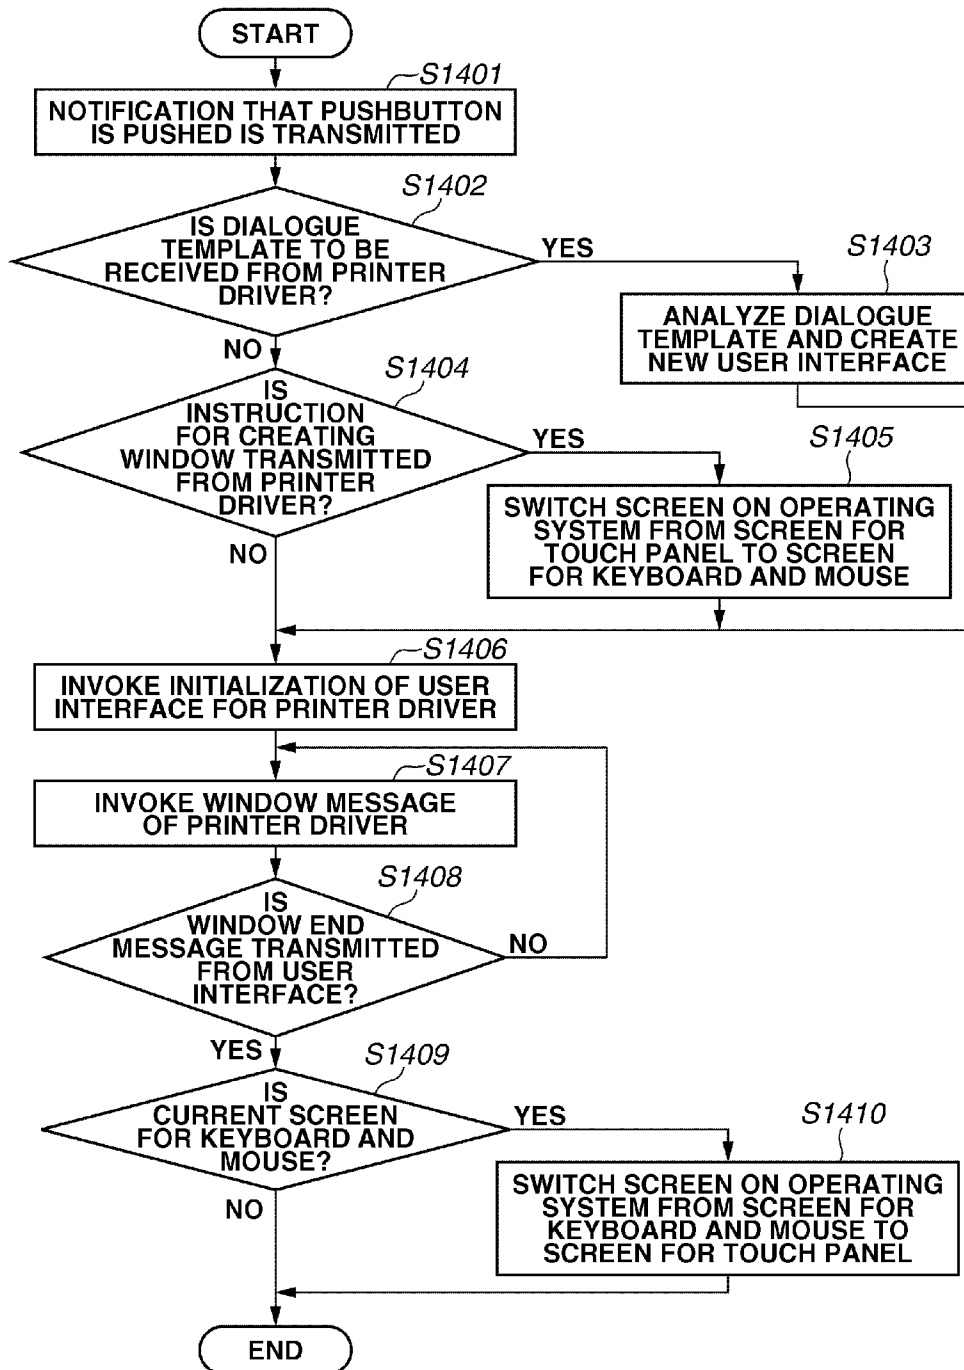 START
S1401
NOTIFICATION THAT PUSHBUTTON
IS PUSHED IS TRANSMITTED
S1402
IS DIALOGUE
TEMPLATE TO BE
RECEIVED FROM PRINTER
DRIVER?
YES
NO
S1403
ANALYZE DIALOGUE
TEMPLATE AND CREATE
NEW USER INTERFACE
S1404
IS
INSTRUCTION
FOR CREATING
WINDOW TRANSMITTED
FROM PRINTER
DRIVER?
YES
NO
S1405
SWITCH SCREEN ON OPERATING
SYSTEM FROM SCREEN FOR
TOUCH PANEL TO SCREEN
FOR KEYBOARD AND MOUSE
S1406
INVOKE INITIALIZATION OF USER
INTERFACE FOR PRINTER DRIVER
S1407
INVOKE WINDOW MESSAGE
OF PRINTER DRIVER
S1408
IS
WINDOW END
MESSAGE TRANSMITTED
FROM USER
INTERFACE?
NO
YES
S1409
IS
CURRENT SCREEN
FOR KEYBOARD AND
MOUSE?
YES
NO
S1410
SWITCH SCREEN ON OPERATING
SYSTEM FROM SCREEN FOR
KEYBOARD AND MOUSE TO
SCREEN FOR TOUCH PANEL
END